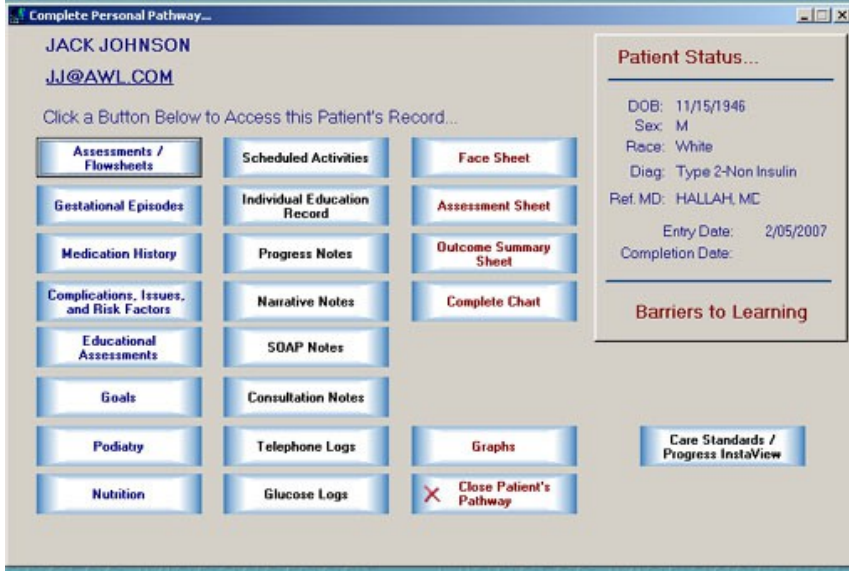 Complete Personal Pathway...
JACK JOHNSON
JJ@AWL.COM
Click a Button Below to Access this Patient's Record...
Assessments /
Flowsheets
Gestational Episodes
Medication History
Complications, Issues,
and Risk Factors
Educational
Assessments
Goals
Podiatry
Nutrition
Scheduled Activities
Individual Education
Record
Progress Notes
Narrative Notes
SOAP Notes
Consultation Notes
Telephone Logs
Glucose Logs
Face Sheet
Assessment Sheet
Outcome Summary
Sheet
Complete Chart
Graphs
Close Patient's
Pathway
Patient Status...
DOB: 11/15/1946
Sex: M
Race: White
Diag: Type 2-Non Insulin
Ref. MD: HALLAH, MC
Entry Date: 2/05/2007
Completion Date:
Barriers to Learning
Care Standards /
Progress InstaView